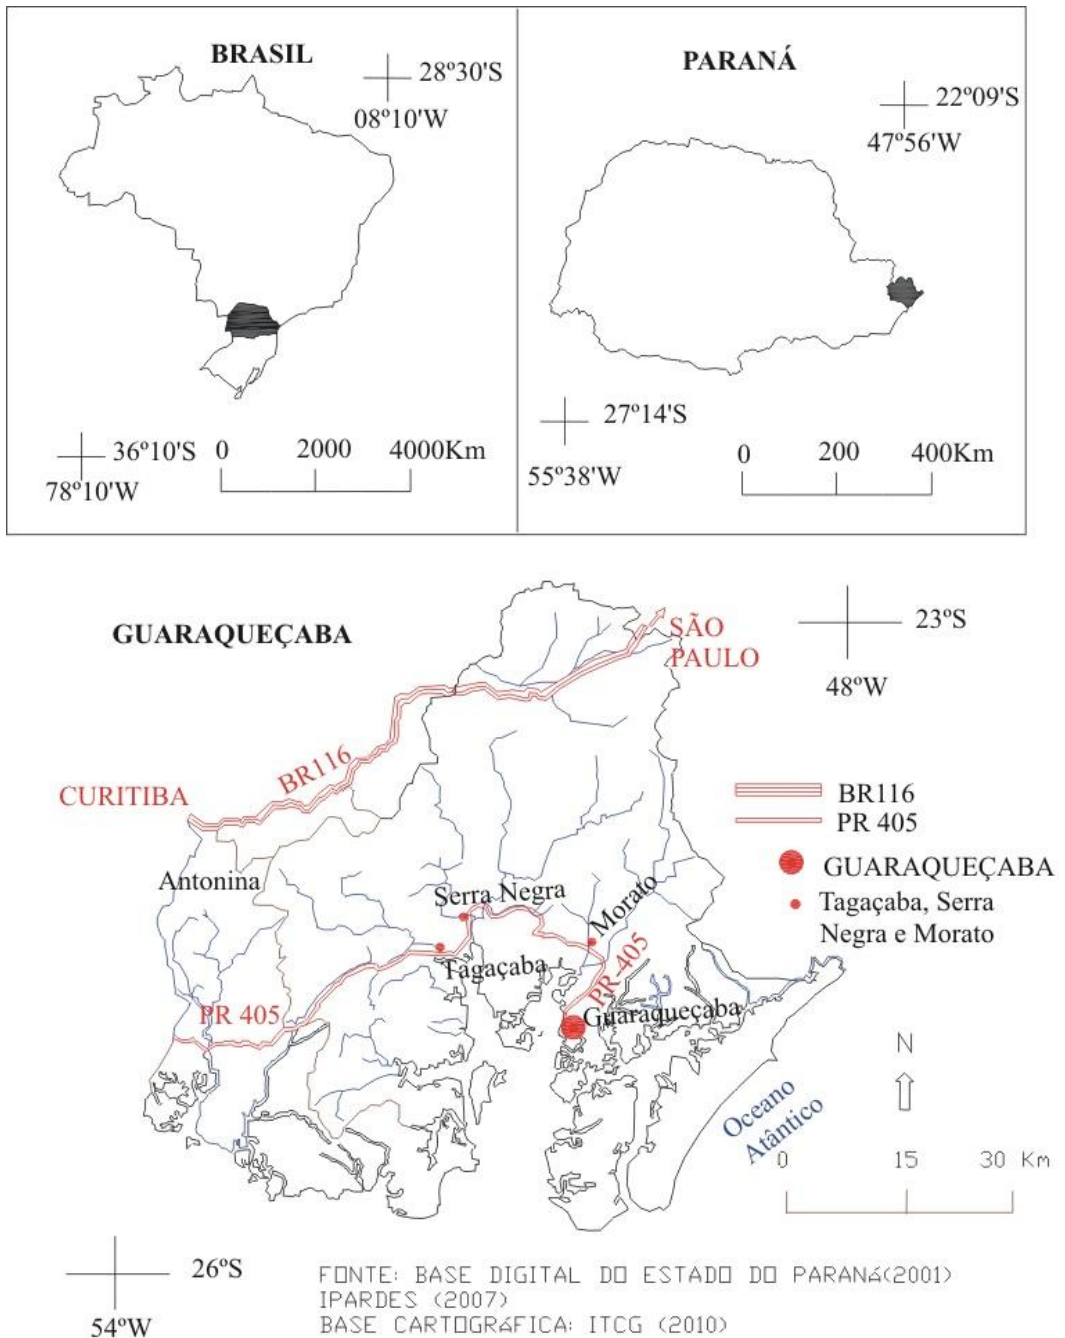 BRASIL
28º30'S
08º10'W
36º10'S
78º10'W
0 2000 4000Km
PARANÁ
22º09'S
47º56'W
27º14'S
55º38'W
0 200 400Km
GUARAQUEÇABA
SÃO
PAULO
23ºS
48ºW
BR116
CURITIBA
BR116
PR 405
Antonina
GUARAQUEÇABA
Tagaçaba, Serra
Negra e Morato
Serra Negra
Morato
Tagaçaba
PR 405
PR-405
Guaraqueçaba
N
Oceano
Atântico
0 15 30 Km
26ºS
54ºW
FONTE: BASE DIGITAL DO ESTADO DO PARANá(2001)
IPARDES (2007)
BASE CARTOGRáFICA: ITCG (2010)